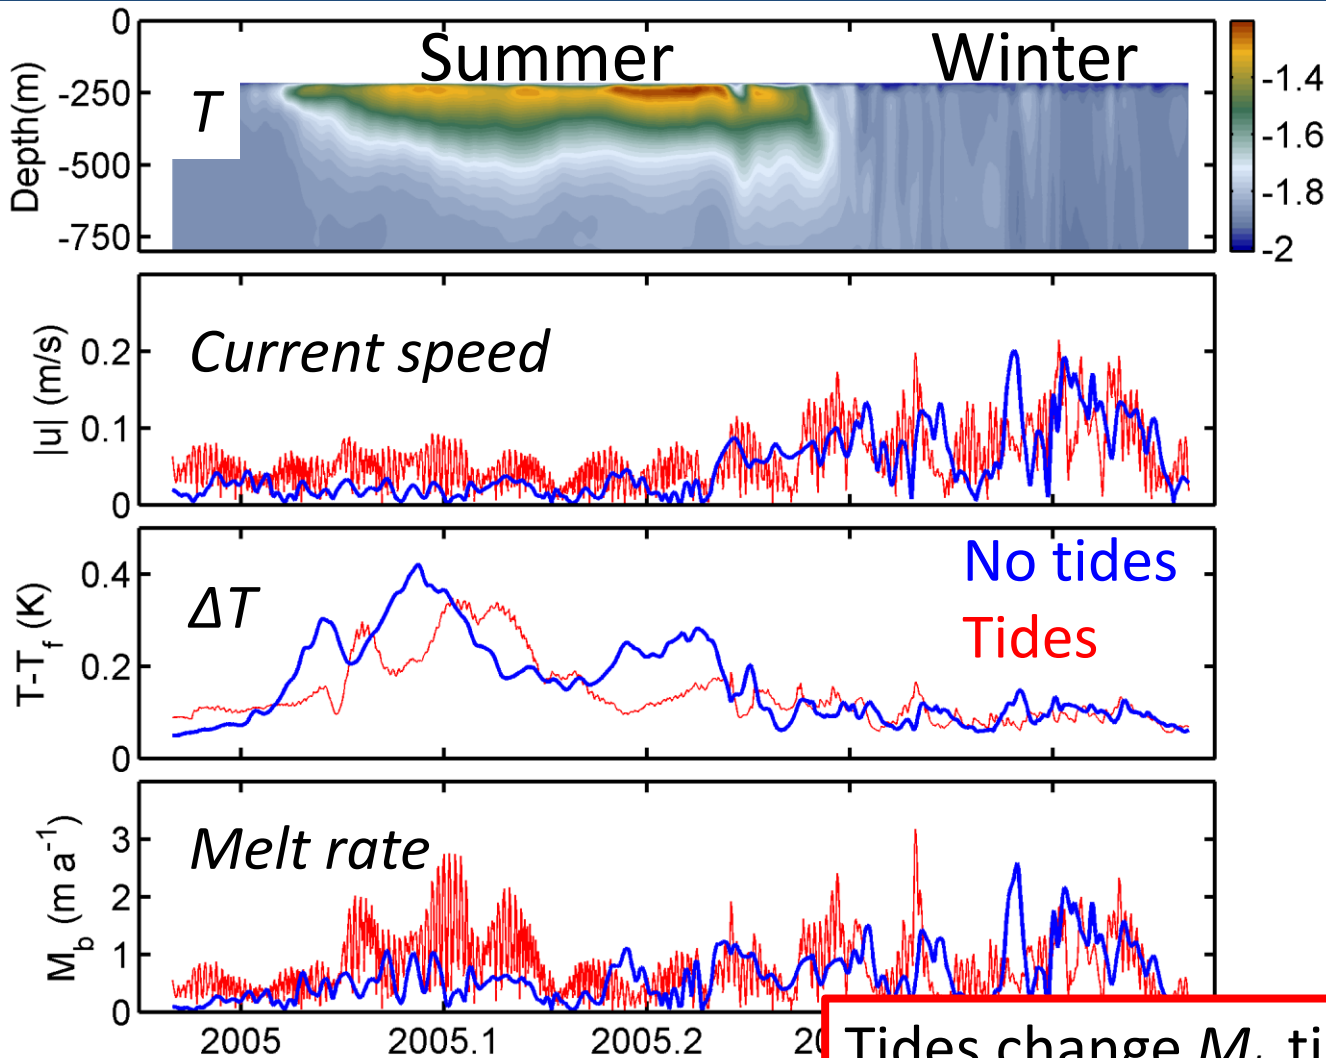 0
-250
-500
-750
Depth(m)
T
Summer
Winter
-1.4
-1.6
-1.8
-2
0.2
0.1
0
|u| (m/s)
Current speed
0.4
0.2
0
T-Tf (K)
ΔT
No tides
Tides
3
2
1
0
Mb (m a-1)
Melt rate
2005
2005.1
2005.2
Tides change